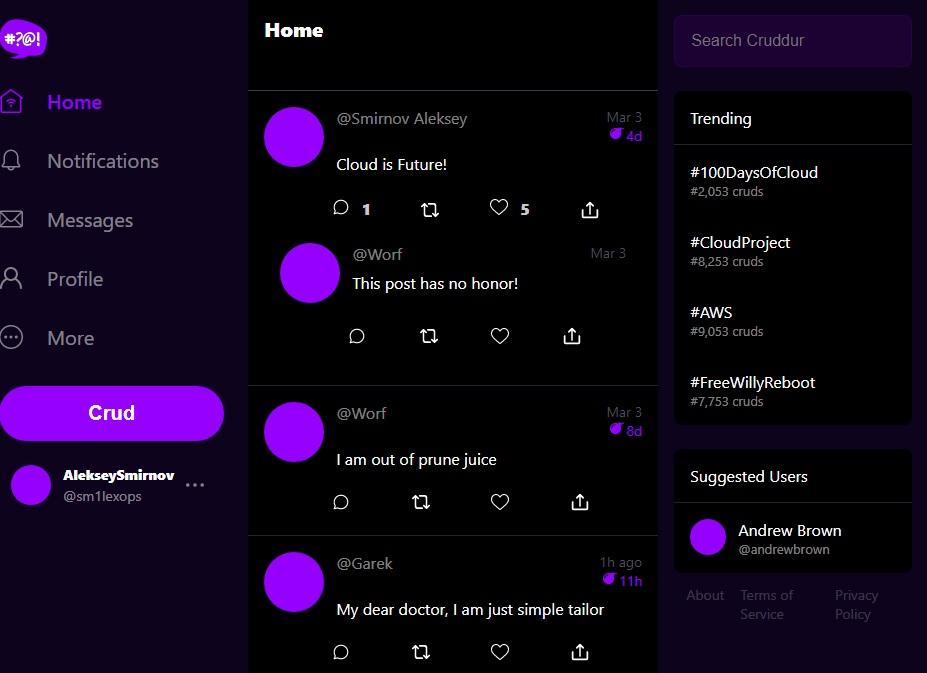 #?@!
Home
Notifications
Messages
Profile
More
Crud
AlekseySmirnov
@sm1lexops
Home
@Smirnov Aleksey
Mar 3
4d
Cloud is Future!
1
5
@Worf
Mar 3
This post has no honor!
@Worf
Mar 3
8d
I am out of prune juice
@Garek
1h ago
11h
My dear doctor, I am just simple tailor
Search Cruddur
Trending
#100DaysOfCloud
#2,053 cruds
#CloudProject
#8,253 cruds
#AWS
#9,053 cruds
#FreeWillyReboot
#7,753 cruds
Suggested Users
Andrew Brown
@andrewbrown
About
Terms of
Service
Privacy
Policy